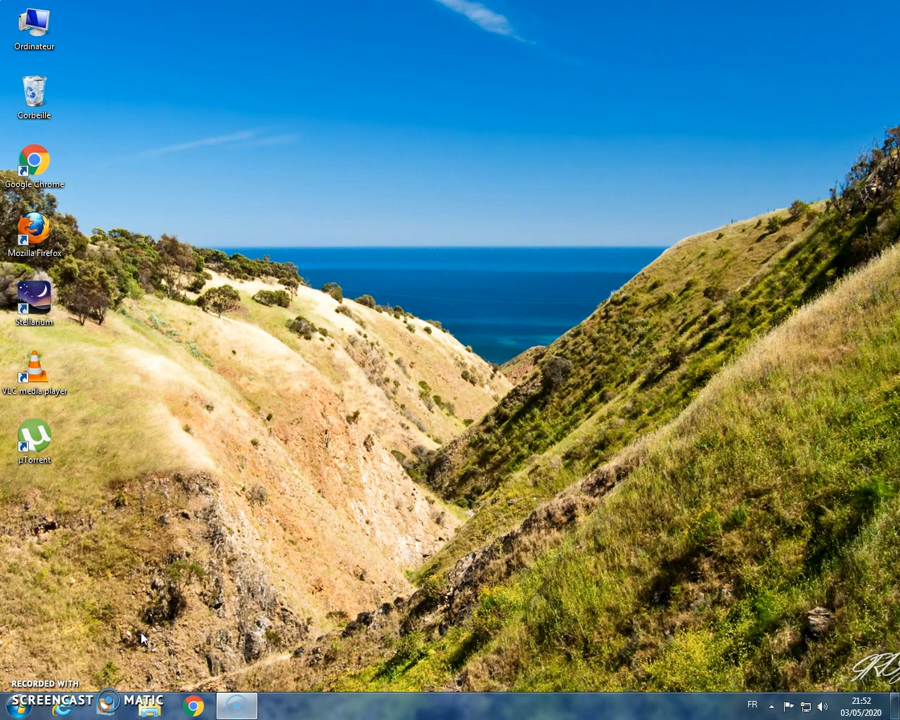 Ordinateur
Corbeille
Google Chrome
Mozilla Firefox
Stellarium
VLC media player
µTorrent
RECORDED WITH
SCREENCAST MATIC
FR
21:52
03/05/2020